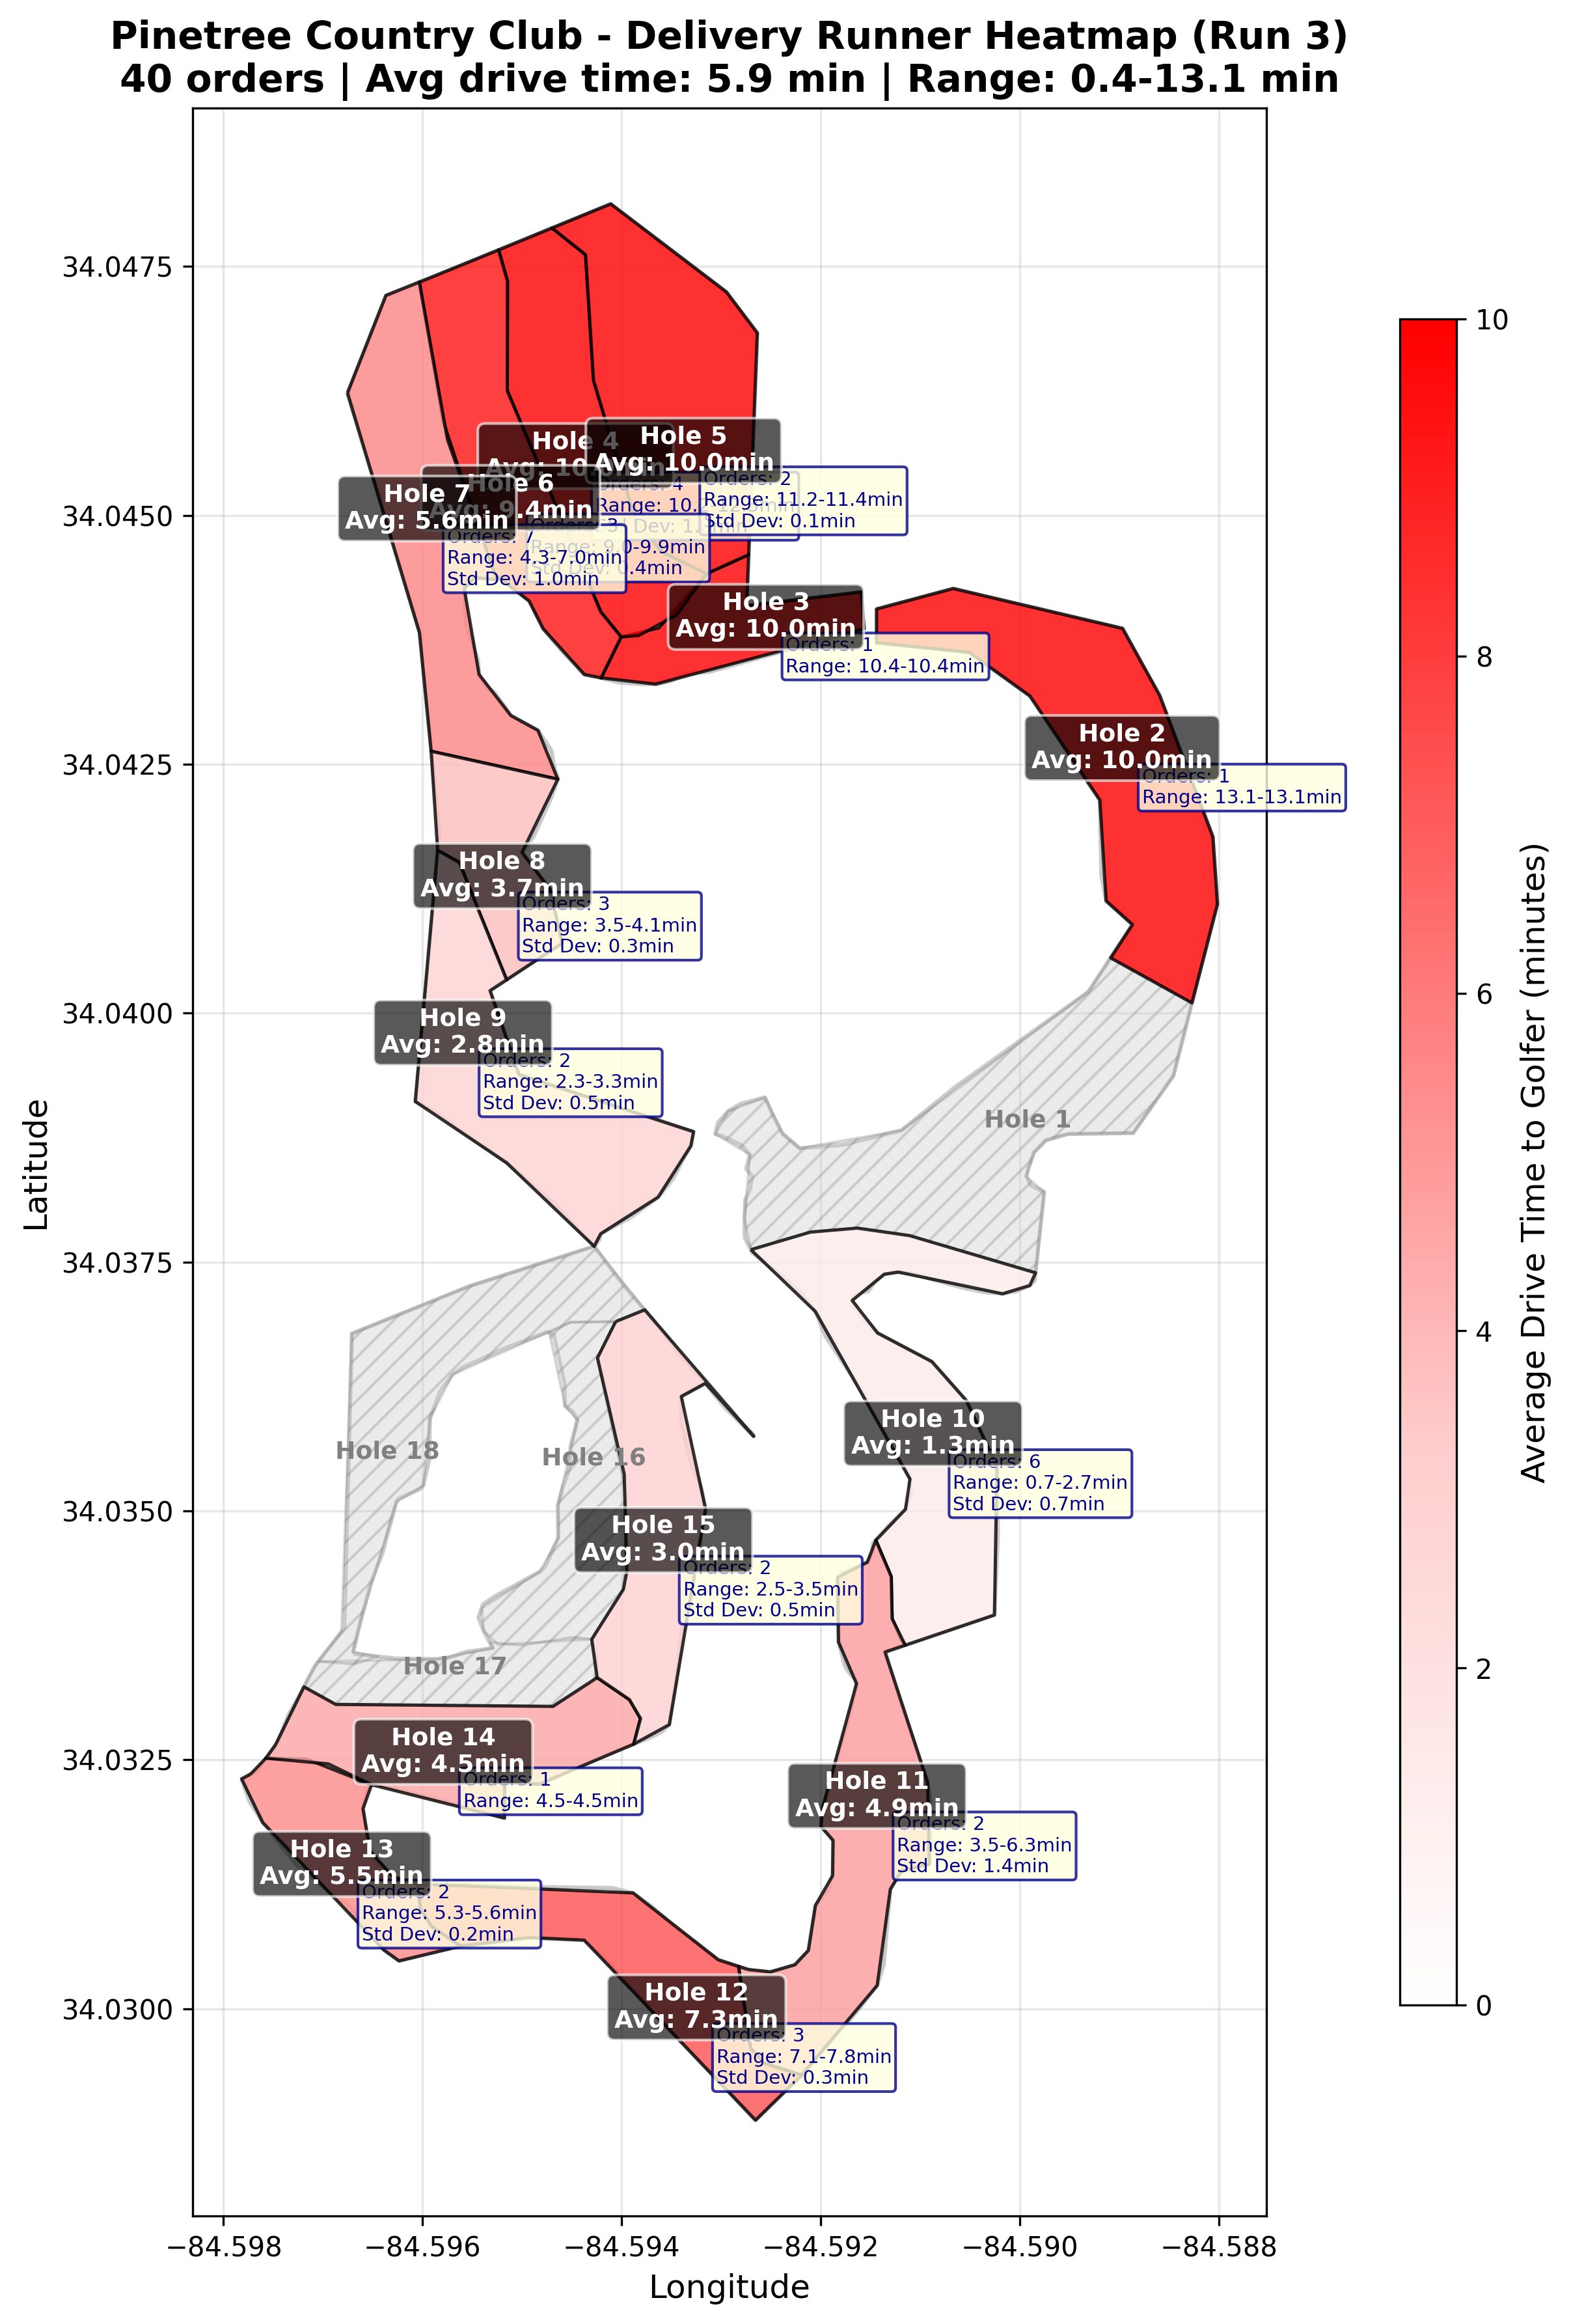 Pinetree Country Club - Delivery Runner Heatmap (Run 3)
40 orders | Avg drive time: 5.9 min | Range: 0.4-13.1 min
34.0475
34.0450
34.0425
34.0400
34.0375
34.0350
34.0325
34.0300
Latitude
−84.598
−84.596
−84.594
−84.592
−84.590
−84.588
Longitude
Hole 4
Avg: 10.
Orders: 4
Range: 10.
Dev: 1.
Hole 5
Avg: 10.0min
Orders: 2
Range: 11.2-11.4min
Std Dev: 0.1min
Hole 6
Avg: 9.4min
Orders: 3
Range: 9.0-9.9min
Std Dev: 0.4min
Hole 7
Avg: 5.6min
Orders: 7
Range: 4.3-7.0min
Std Dev: 1.0min
Hole 3
Avg: 10.0min
Orders: 1
Range: 10.4-10.4min
Hole 2
Avg: 10.0min
Orders: 1
Range: 13.1-13.1min
Hole 8
Avg: 3.7min
Orders: 3
Range: 3.5-4.1min
Std Dev: 0.3min
Hole 9
Avg: 2.8min
Orders: 2
Range: 2.3-3.3min
Std Dev: 0.5min
Hole 1
Hole 10
Avg: 1.3min
Orders: 6
Range: 0.7-2.7min
Std Dev: 0.7min
Hole 18
Hole 16
Hole 15
Avg: 3.0min
Orders: 2
Range: 2.5-3.5min
Std Dev: 0.5min
Hole 17
Hole 14
Avg: 4.5min
Orders: 1
Range: 4.5-4.5min
Hole 11
Avg: 4.9min
Orders: 2
Range: 3.5-6.3min
Std Dev: 1.4min
Hole 13
Avg: 5.5min
Orders: 2
Range: 5.3-5.6min
Std Dev: 0.2min
Hole 12
Avg: 7.3min
Orders: 3
Range: 7.1-7.8min
Std Dev: 0.3min
10
8
6
4
2
0
Average Drive Time to Golfer (minutes)